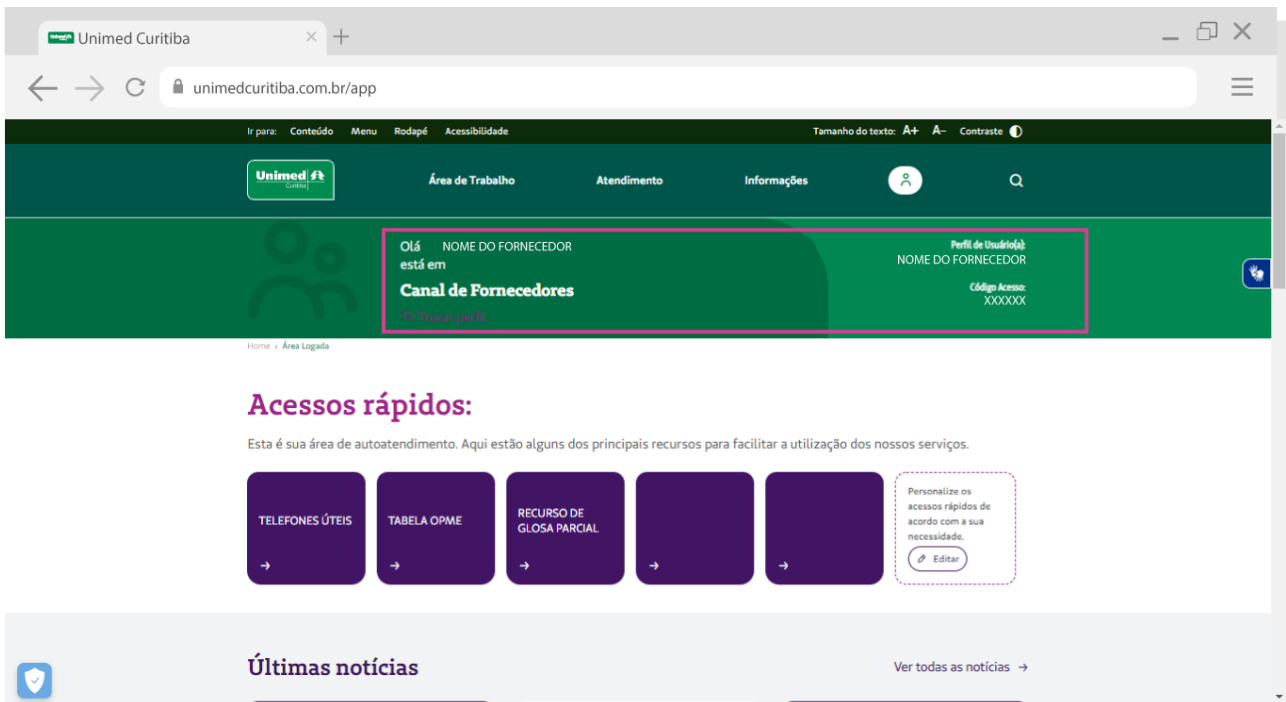 Unimed Curitiba
unimedcuritiba.com.br/app
Ir para: Conteúdo Menu Rodapé Acessibilidade
Tamanho do texto: A+ A- Contraste
Unimed
Curitiba
Área de Trabalho Atendimento Informações
Olá NOME DO FORNECEDOR
está em
Canal de Fornecedores
Trocar perfil
Perfil de Usuário(a):
NOME DO FORNECEDOR
Código Acesso:
XXXXXX
Home › Área Logada
Acessos rápidos:
Esta é sua área de autoatendimento. Aqui estão alguns dos principais recursos para facilitar a utilização dos nossos serviços.
TELEFONES ÚTEIS
TABELA OPME
RECURSO DE
GLOSA PARCIAL
Personalize os
acessos rápidos de
acordo com a sua
necessidade.
Editar
Últimas notícias
Ver todas as notícias →